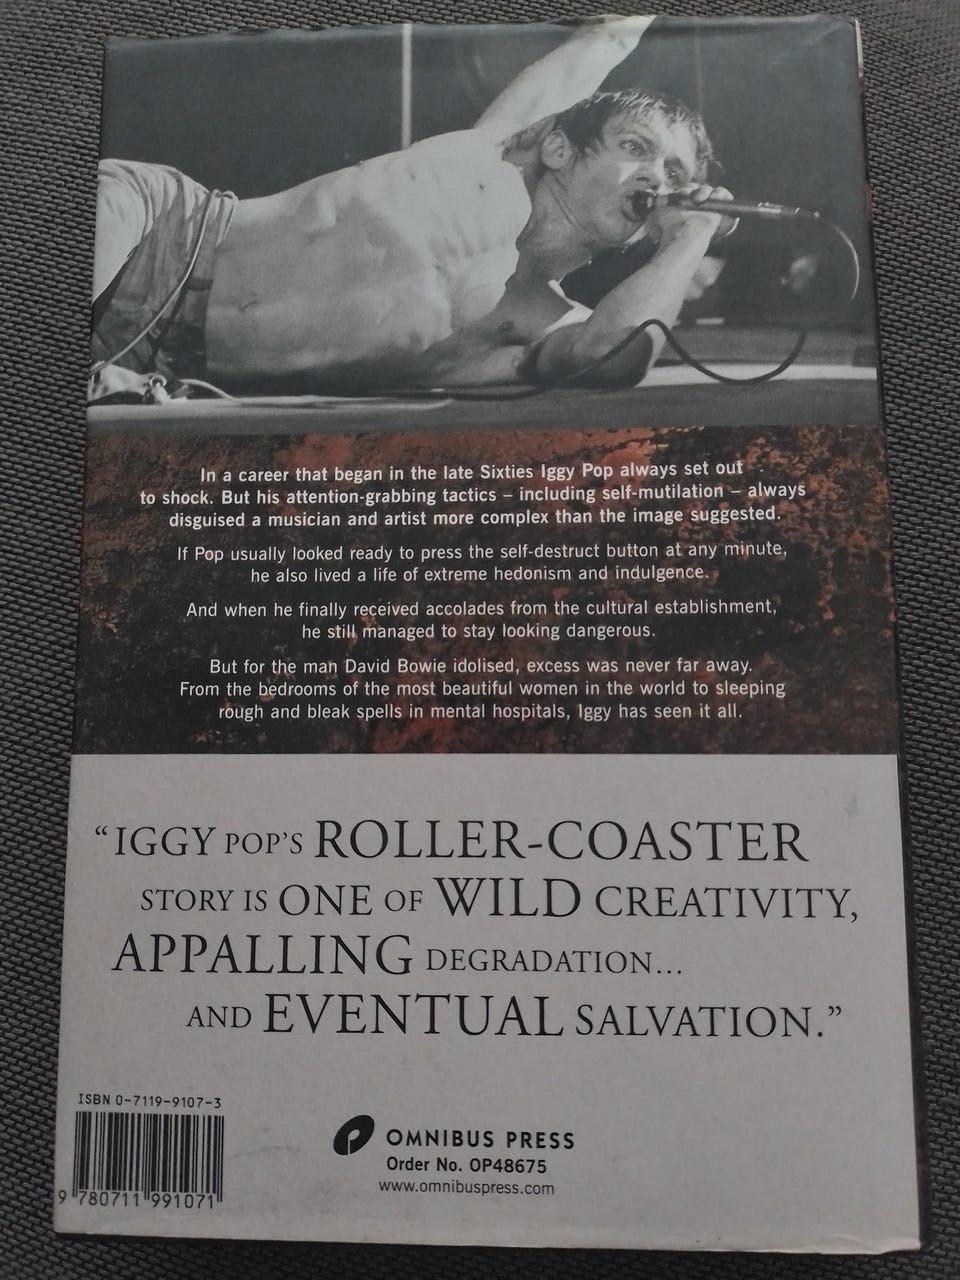 In a career that began in the late Sixties Iggy Pop always set out
to shock. But his attention-grabbing tactics – including self-mutilation – always
disguised a musician and artist more complex than the image suggested.
If Pop usually looked ready to press the self-destruct button at any minute,
he also lived a life of extreme hedonism and indulgence.
And when he finally received accolades from the cultural establishment,
he still managed to stay looking dangerous.
But for the man David Bowie idolised, excess was never far away.
From the bedrooms of the most beautiful women in the world to sleeping
rough and bleak spells in mental hospitals, Iggy has seen it all.
“IGGY POP’S ROLLER-COASTER
STORY IS ONE OF WILD CREATIVITY,
APPALLING DEGRADATION...
AND EVENTUAL SALVATION.”
ISBN 0-7119-9107-3
9 780711 991071
OMNIBUS PRESS
Order No. OP48675
www.omnibuspress.com